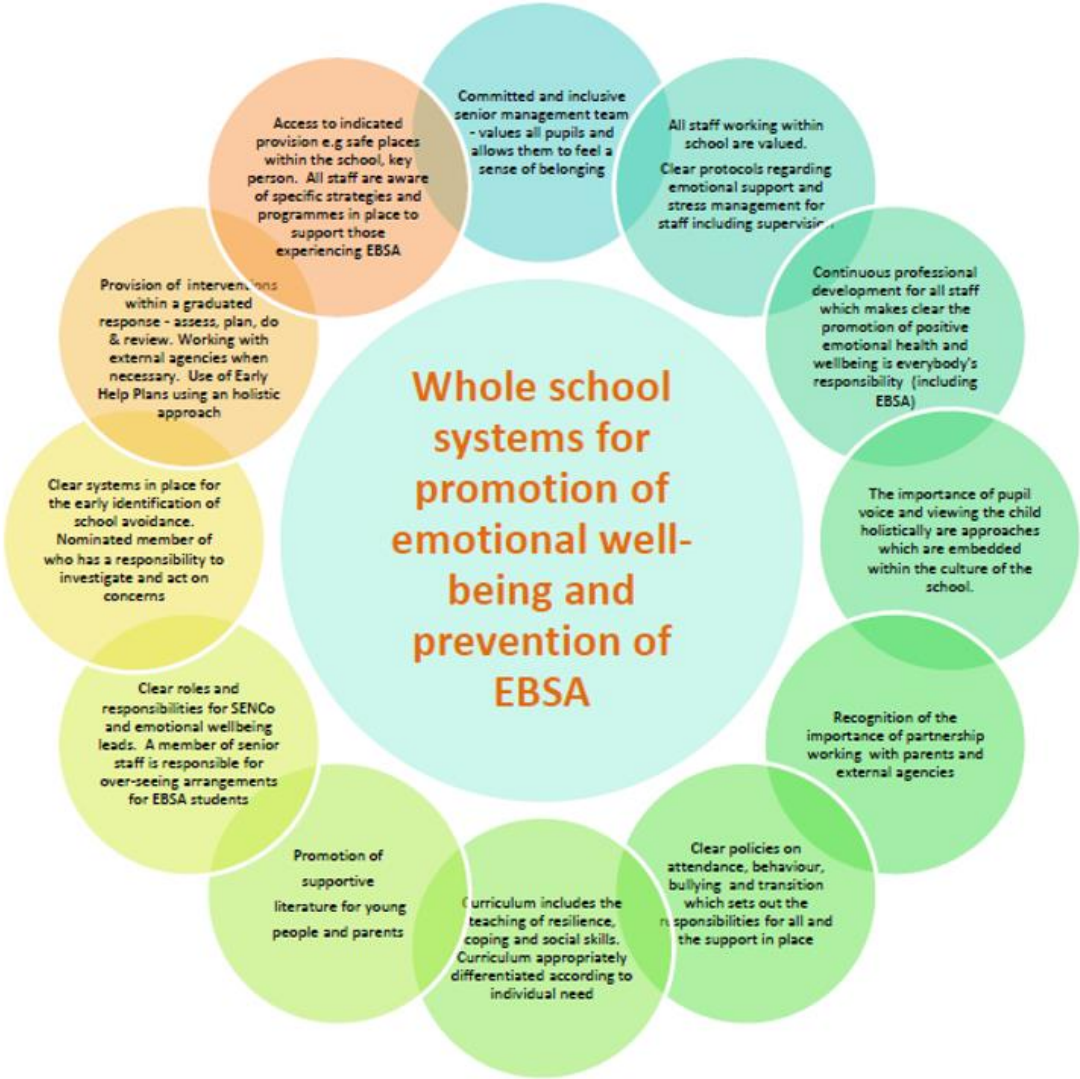 Whole school
systems for
promotion of
emotional well-
being and
prevention of
EBSA
Committed and inclusive
senior management team
- values all pupils and
allows them to feel a
sense of belonging
All staff working within
school are valued.
Clear protocols regarding
emotional support and
stress management for
staff including supervision.
Continuous professional
development for all staff
which makes clear the
promotion of positive
emotional health and
wellbeing is everybody's
responsibility (including
EBSA)
The importance of pupil
voice and viewing the child
holistically are approaches
which are embedded
within the culture of the
school.
Recognition of the
importance of partnership
working with parents and
external agencies
Clear policies on
attendance, behaviour,
bullying and transition
which sets out the
responsibilities for all and
the support in place
Curriculum includes the
teaching of resilience,
coping and social skills.
Curriculum appropriately
differentiated according to
individual need
Promotion of
supportive
literature for young
people and parents
Clear roles and
responsibilities for SENCo
and emotional wellbeing
leads. A member of senior
staff is responsible for
over-seeing arrangements
for EBSA students
Clear systems in place for
the early identification of
school avoidance.
Nominated member of
who has a responsibility to
investigate and act on
concerns
Provision of interventions
within a graduated
response - assess, plan, do
& review. Working with
external agencies when
necessary. Use of Early
Help Plans using an holistic
approach
Access to indicated
provision e.g safe places
within the school, key
person. All staff are aware
of specific strategies and
programmes in place to
support those
experiencing EBSA